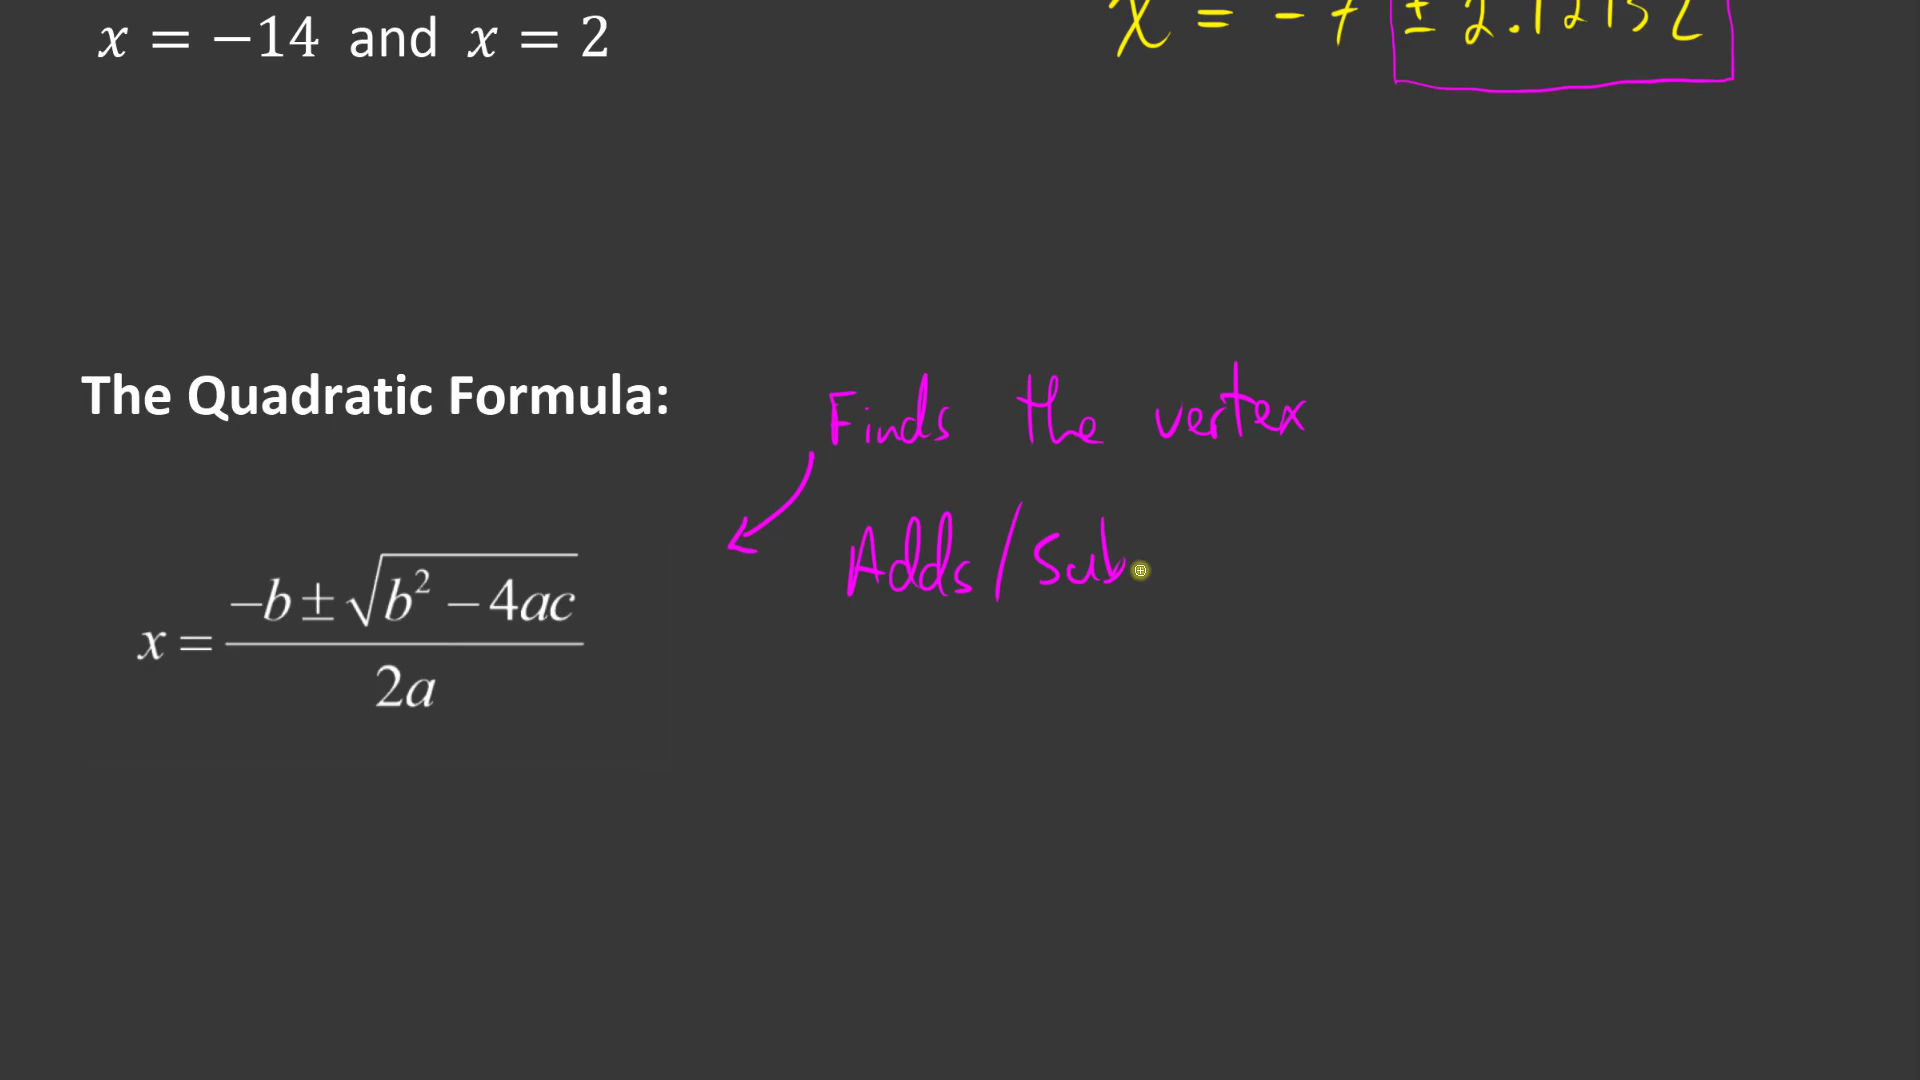 x = −14 and x = 2
x = - 7 ± 2.12132
The Quadratic Formula:
Finds the vertex
Adds/Sub
x = (−b ± √(b² − 4ac)) / 2a